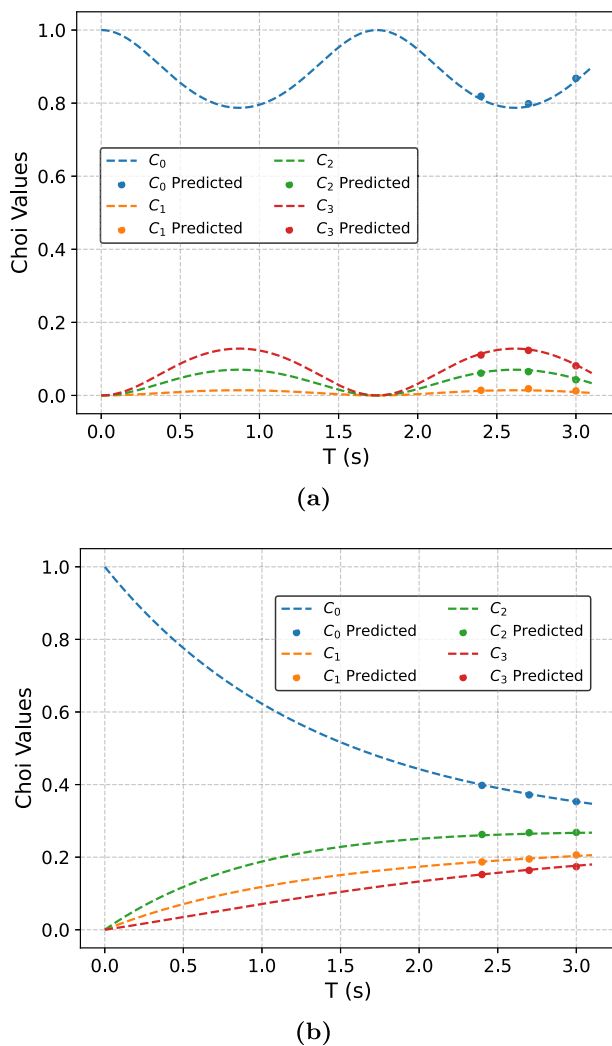 1.0
0.8
0.6
0.4
0.2
0.0
Choi Values
C₀
C₀ Predicted
C₁
C₁ Predicted
C₂
C₂ Predicted
C₃
C₃ Predicted
0.0 0.5 1.0 1.5 2.0 2.5 3.0
T (s)
(a)
1.0
0.8
0.6
0.4
0.2
0.0
Choi Values
C₀
C₀ Predicted
C₁
C₁ Predicted
C₂
C₂ Predicted
C₃
C₃ Predicted
0.0 0.5 1.0 1.5 2.0 2.5 3.0
T (s)
(b)